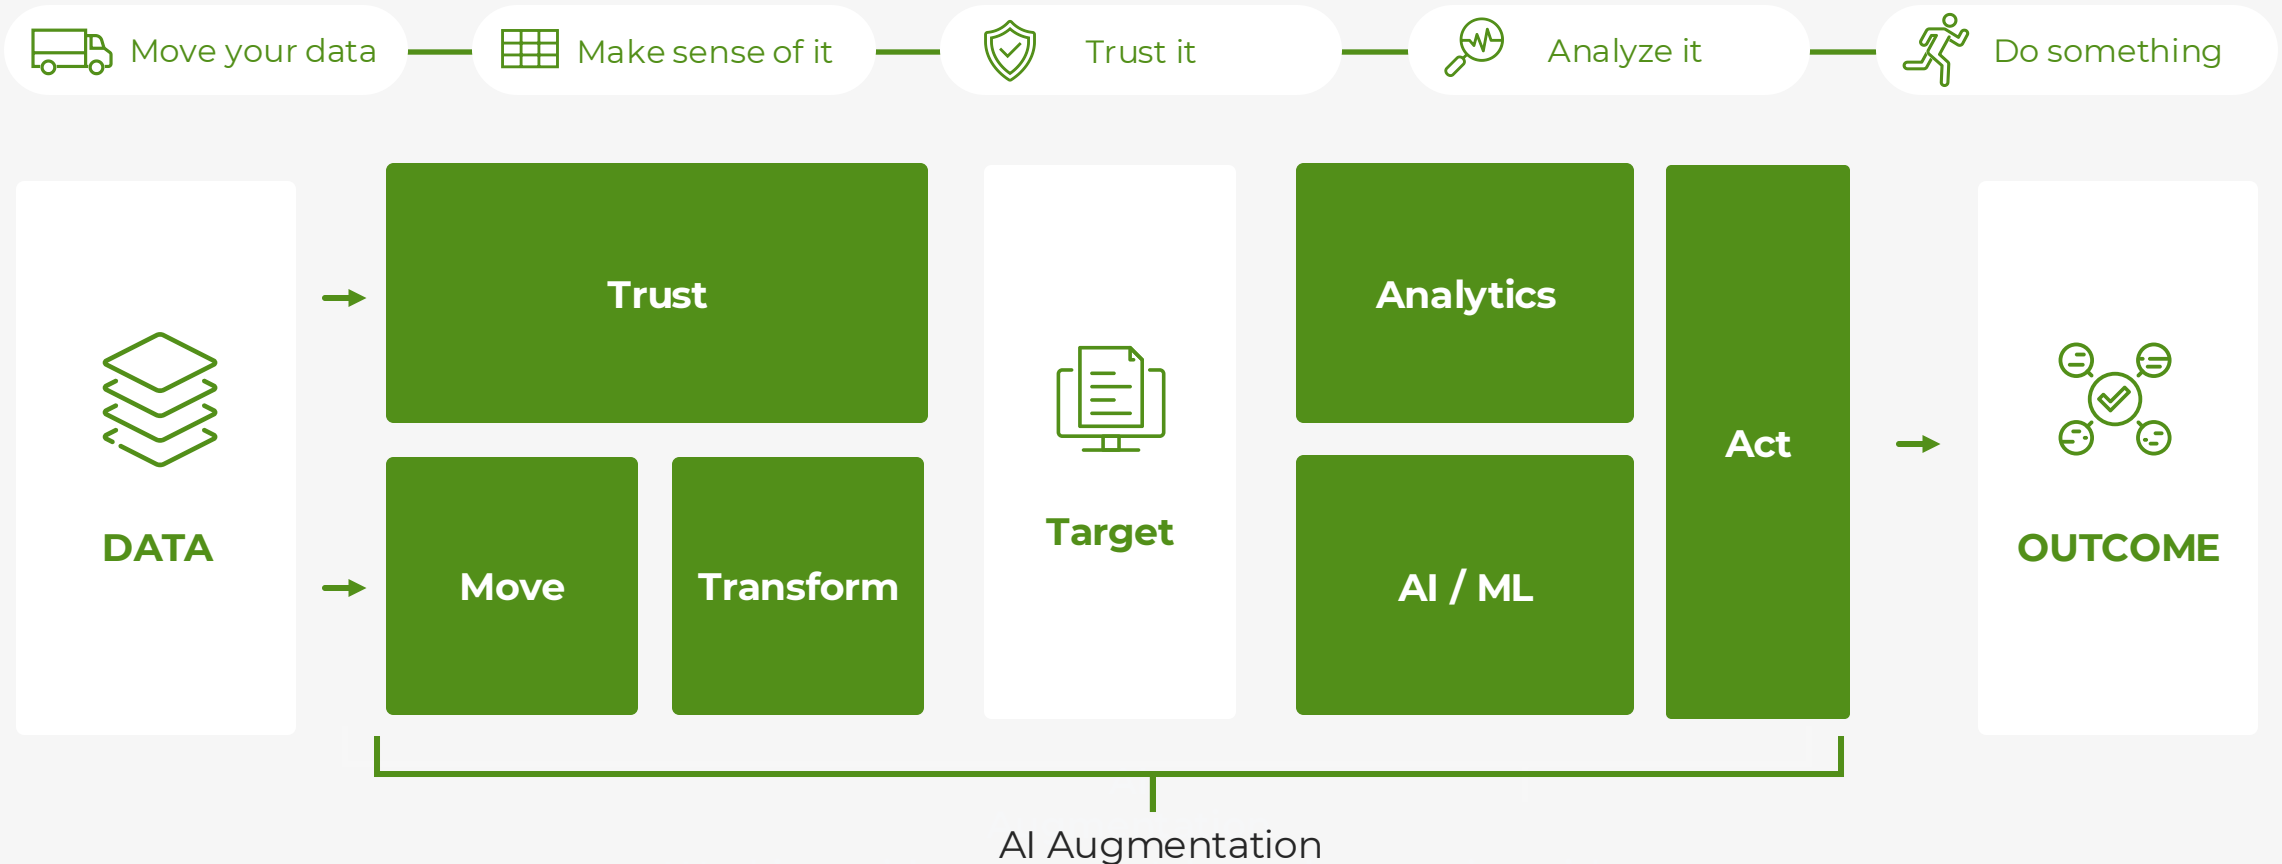 Move your data
Make sense of it
Trust it
Analyze it
Do something
DATA
Trust
Move
Transform
Target
Analytics
AI / ML
Act
OUTCOME
AI Augmentation